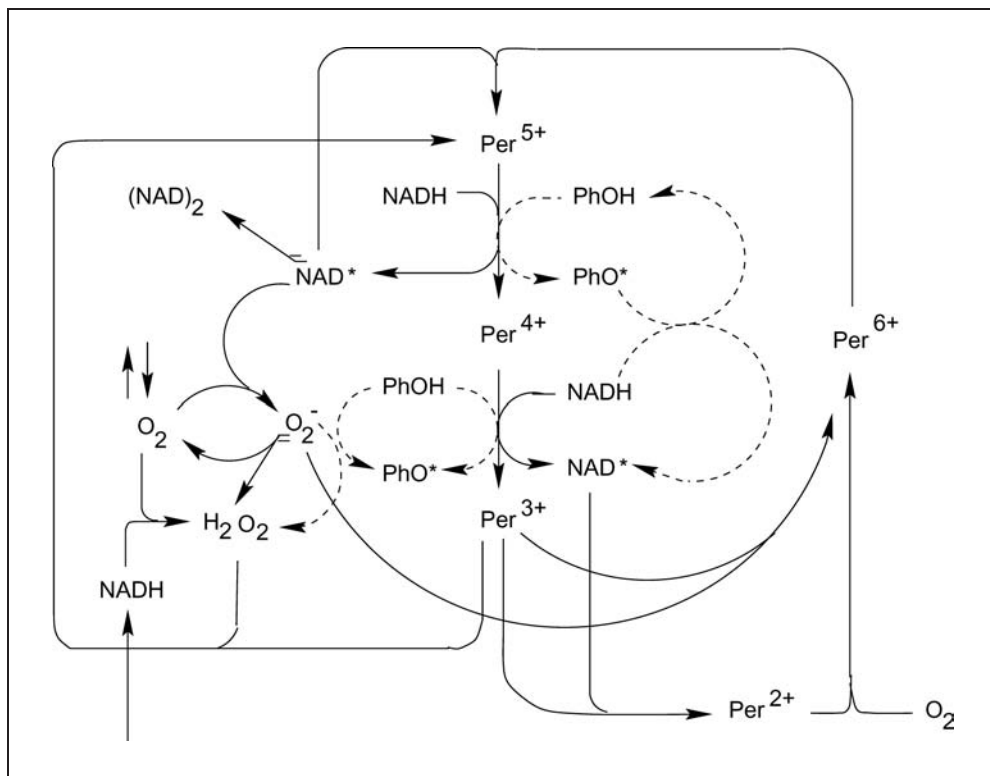 Per 5+
(NAD)2
NADH
PhOH
NAD*
PhO*
Per 4+
Per 6+
PhOH
NADH
O2
O2-
PhO*
NAD*
H2O2
Per 3+
NADH
Per 2+
O2